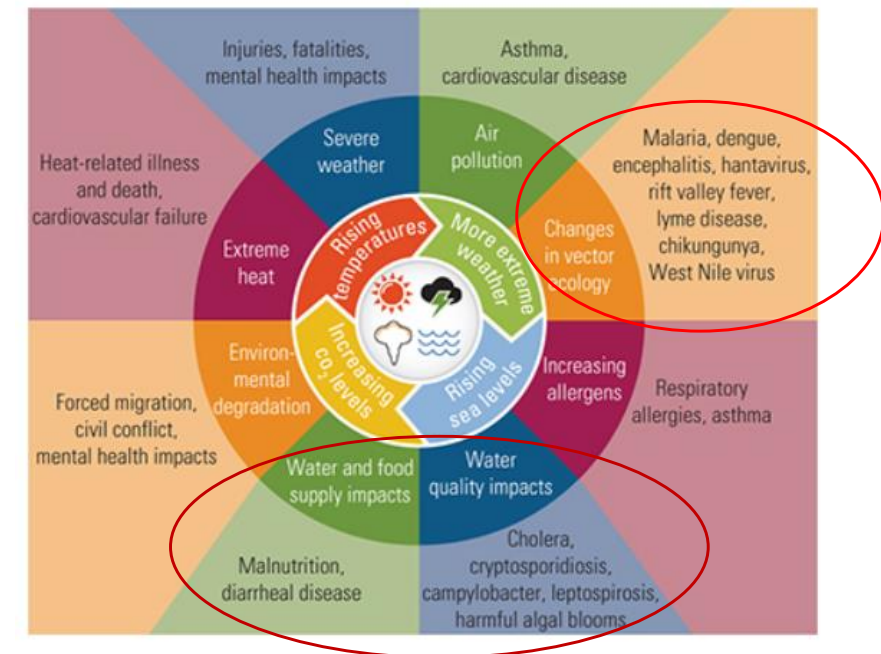 Injuries, fatalities,
mental health impacts
Asthma,
cardiovascular disease
Severe
weather
Air
pollution
Heat-related illness
and death,
cardiovascular failure
Malaria, dengue,
encephalitis, hantavirus,
rift valley fever,
lyme disease,
chikungunya,
West Nile virus
Extreme
heat
Rising
temperatures
More extreme
weather
Changes
in vector
ecology
Environ-
mental
degradation
Increasing
co2 levels
Rising
sea levels
Increasing
allergens
Forced migration,
civil conflict,
mental health impacts
Respiratory
allergies, asthma
Water and food
supply impacts
Water
quality impacts
Malnutrition,
diarrheal disease
Cholera,
cryptosporidiosis,
campylobacter, leptospirosis,
harmful algal blooms